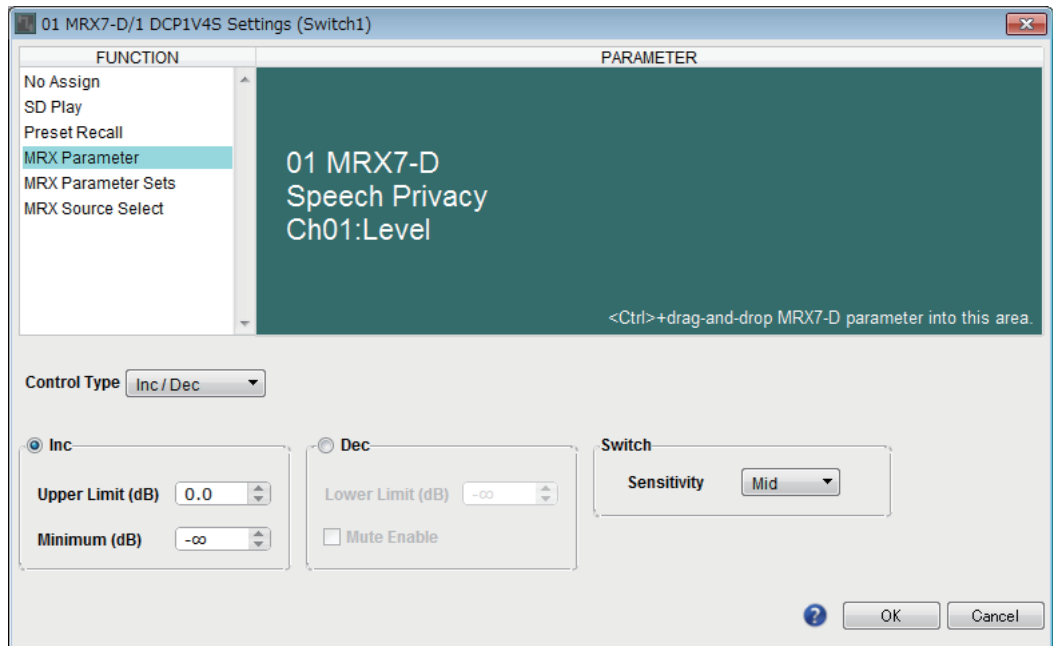 01 MRX7-D/1 DCP1V4S Settings (Switch1)
FUNCTION
PARAMETER
No Assign
SD Play
Preset Recall
MRX Parameter
MRX Parameter Sets
MRX Source Select
01 MRX7-D
Speech Privacy
Ch01:Level
<Ctrl>+drag-and-drop MRX7-D parameter into this area.
Control Type Inc / Dec
Inc
Upper Limit (dB) 0.0
Minimum (dB) -∞
Dec
Lower Limit (dB) -∞
Mute Enable
Switch
Sensitivity Mid
? OK Cancel